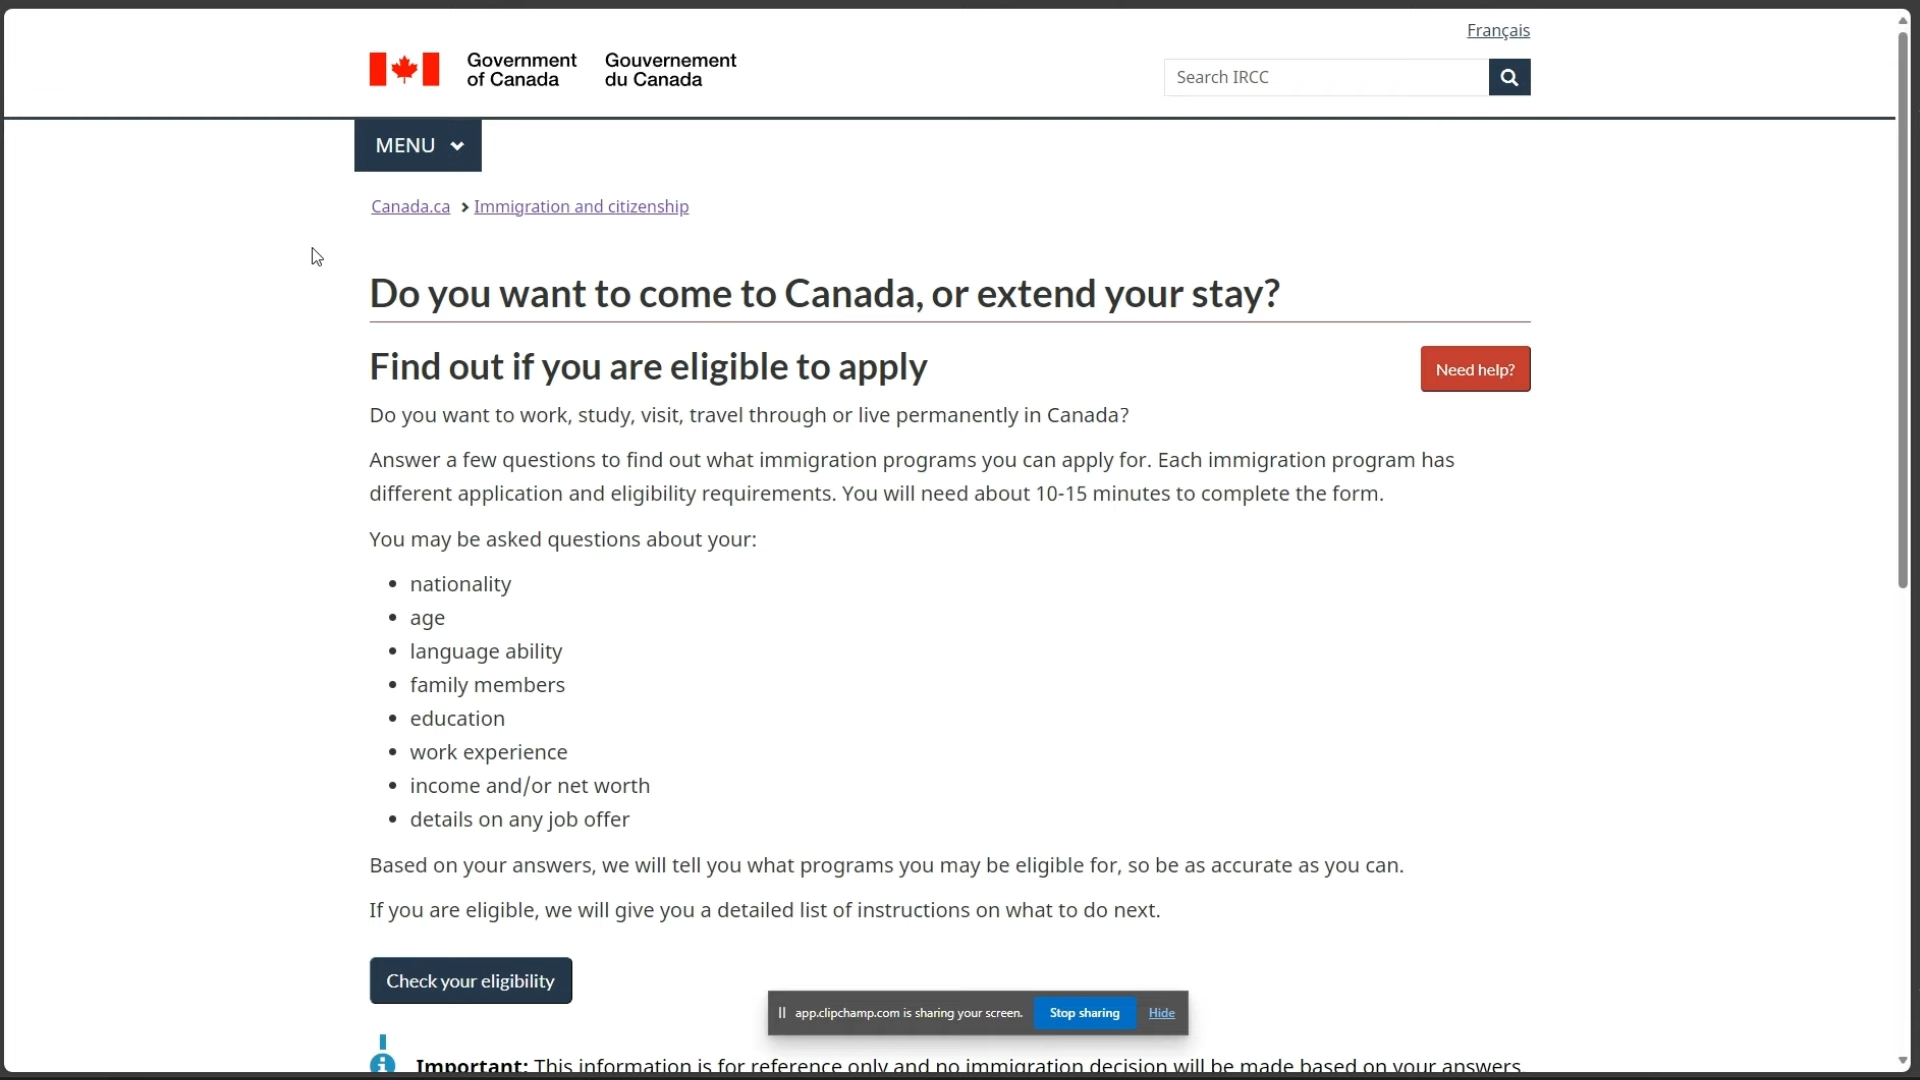 Français
Government
of Canada
Gouvernement
du Canada
Search IRCC
MENU
Canada.ca > Immigration and citizenship
Do you want to come to Canada, or extend your stay?
Find out if you are eligible to apply
Need help?
Do you want to work, study, visit, travel through or live permanently in Canada?
Answer a few questions to find out what immigration programs you can apply for. Each immigration program has
different application and eligibility requirements. You will need about 10-15 minutes to complete the form.
You may be asked questions about your:
• nationality
• age
• language ability
• family members
• education
• work experience
• income and/or net worth
• details on any job offer
Based on your answers, we will tell you what programs you may be eligible for, so be as accurate as you can.
If you are eligible, we will give you a detailed list of instructions on what to do next.
Check your eligibility
app.clipchamp.com is sharing your screen.
Stop sharing
Hide
Important: This information is for reference only and no immigration decision will be made based on your answers.